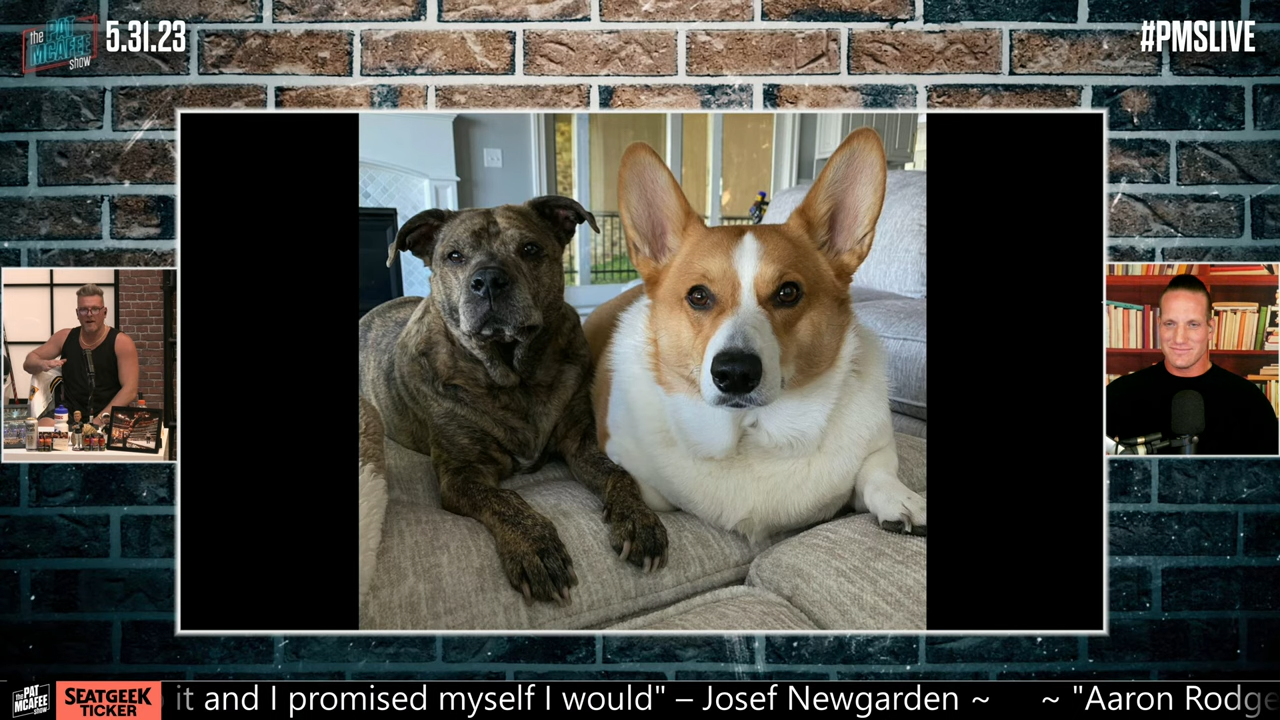 the PAT MCAFEE show
5.31.23
#PMSLIVE
the PAT MCAFEE show
SEATGEEK TICKER
it and I promised myself I would" – Josef Newgarden ~ ~ "Aaron Rodge